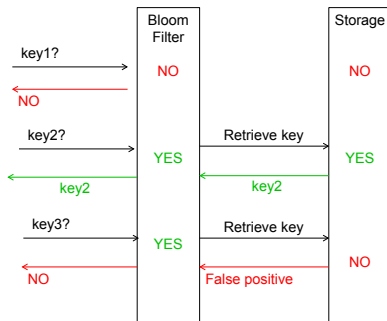 Bloom
Filter
Storage
key1?
NO
NO
NO
key2?
Retrieve key
YES
YES
key2
key2
key3?
Retrieve key
YES
NO
False positive
NO